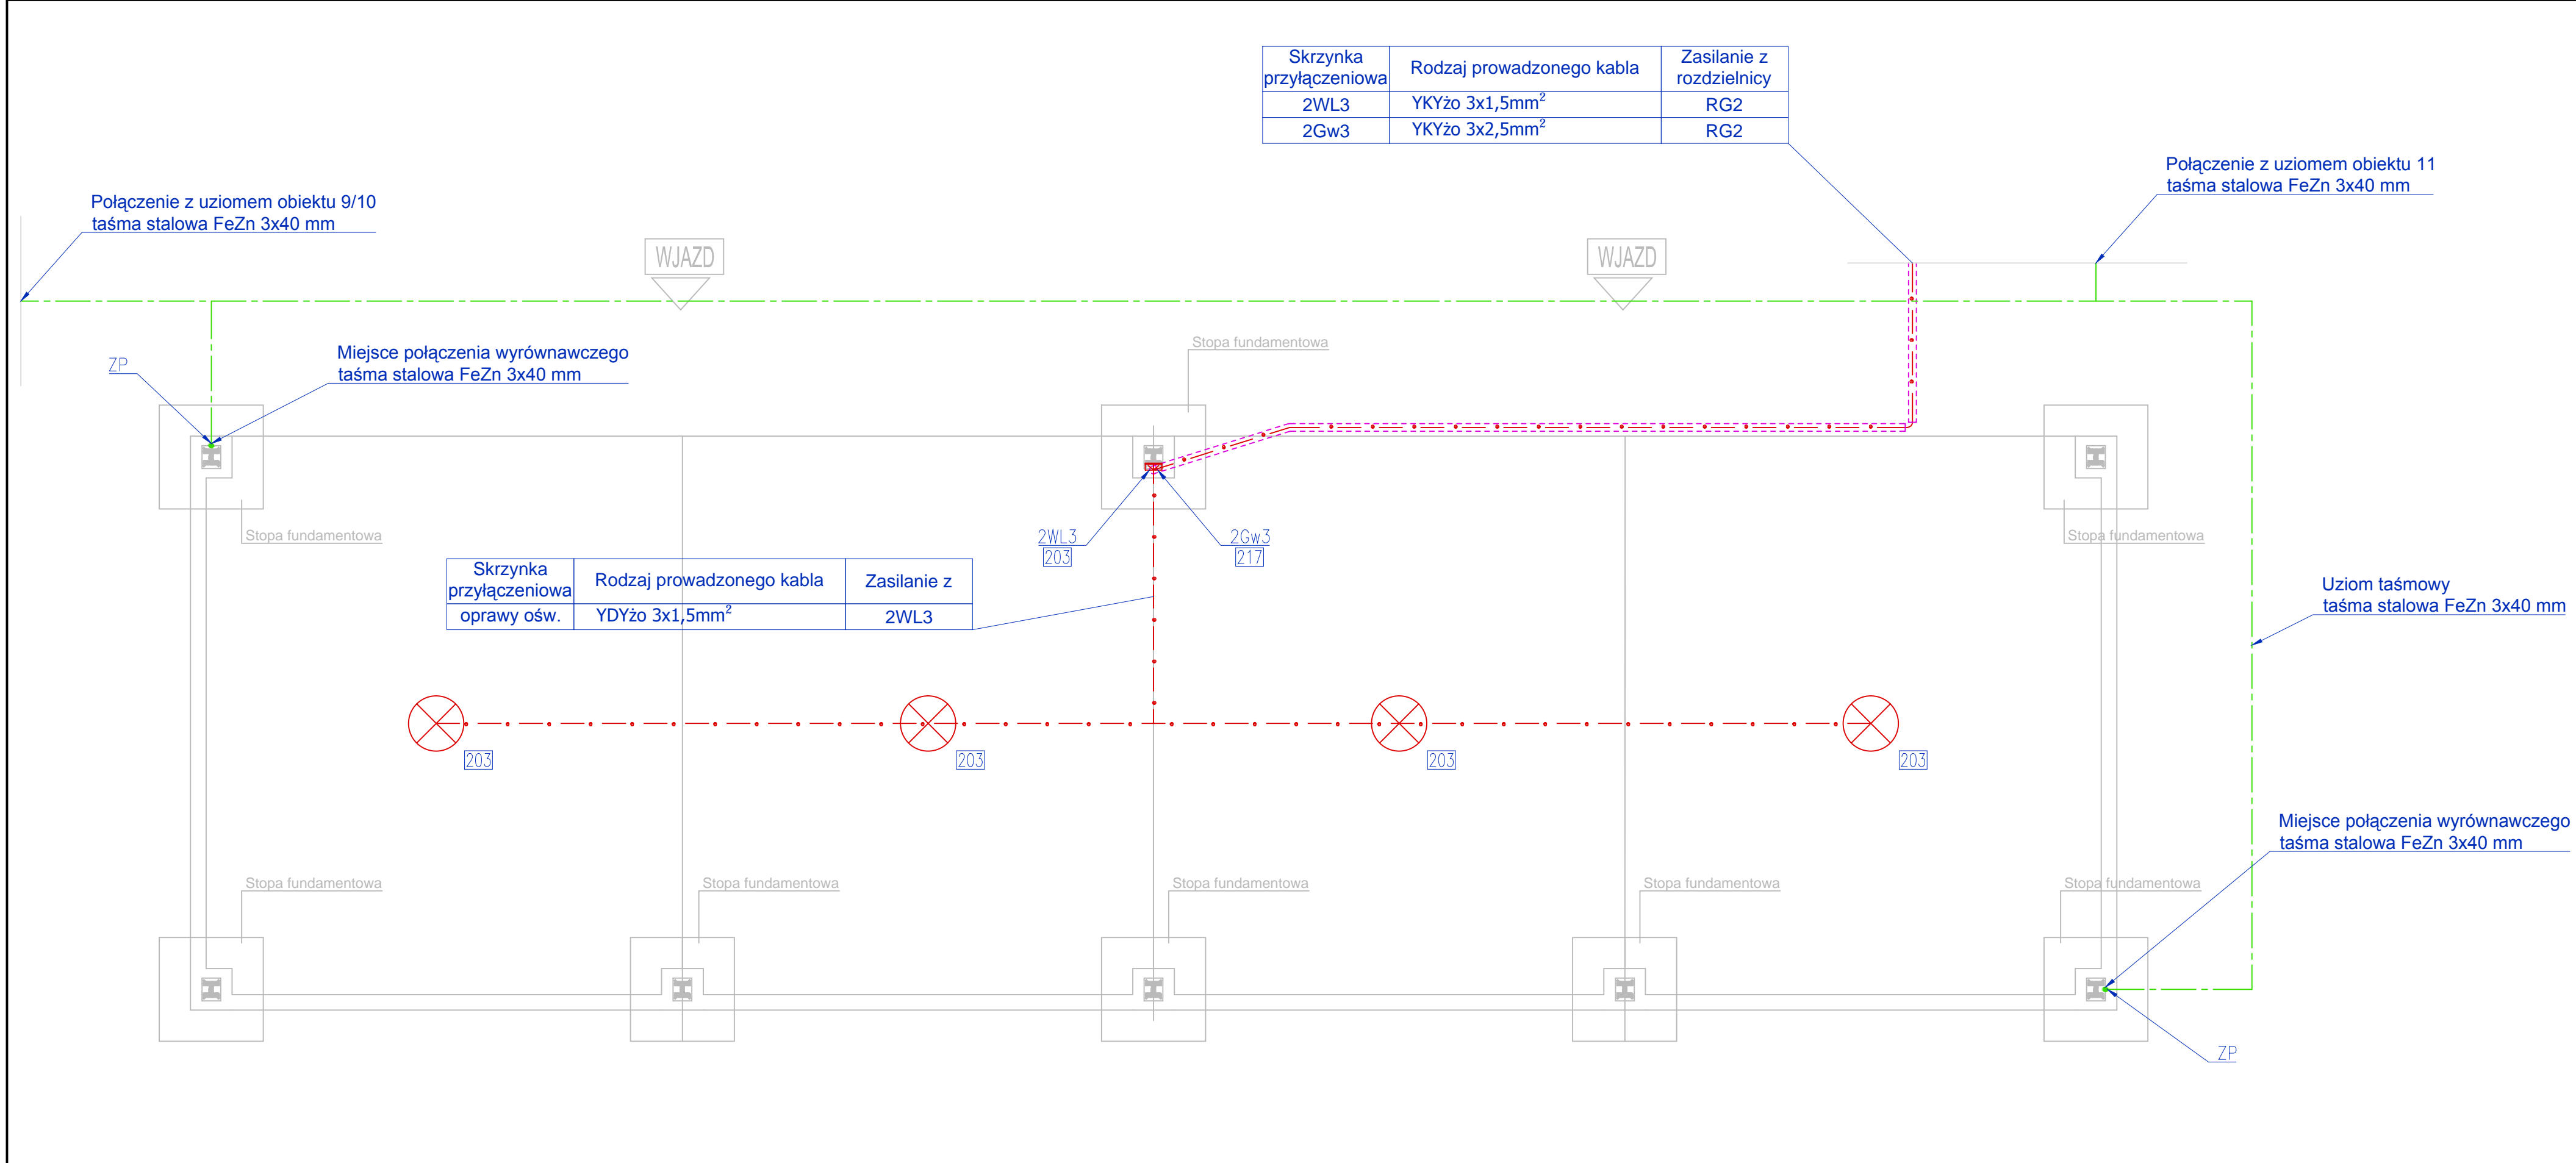 Skrzynka przyłączeniowa Rodzaj prowadzonego kabla Zasilanie z rozdzielnicy
2WL3 YKYżo 3x1,5mm²  RG2
2Gw3 YKYżo 3x2,5mm² RG2
Połączenie z uziomem obiektu 11
taśma stalowa FeZn 3x40 mm
Połączenie z uziomem obiektu 9/10
taśma stalowa FeZn 3x40 mm
WJAZD
WJAZD
Stopa fundamentowa
ZP
Miejsce połączenia wyrównawczego
taśma stalowa FeZn 3x40 mm
Stopa fundamentowa
2WL3
203
2Gw3
217
Stopa fundamentowa
Skrzynka przyłączeniowa Rodzaj prowadzonego kabla Zasilanie z
oprawy ośw. YDYżo 3x1,5mm² 2WL3
Uziom taśmowy
taśma stalowa FeZn 3x40 mm
203
203
203
203
Miejsce połączenia wyrównawczego
taśma stalowa FeZn 3x40 mm
Stopa fundamentowa
Stopa fundamentowa
Stopa fundamentowa
Stopa fundamentowa
Stopa fundamentowa
ZP